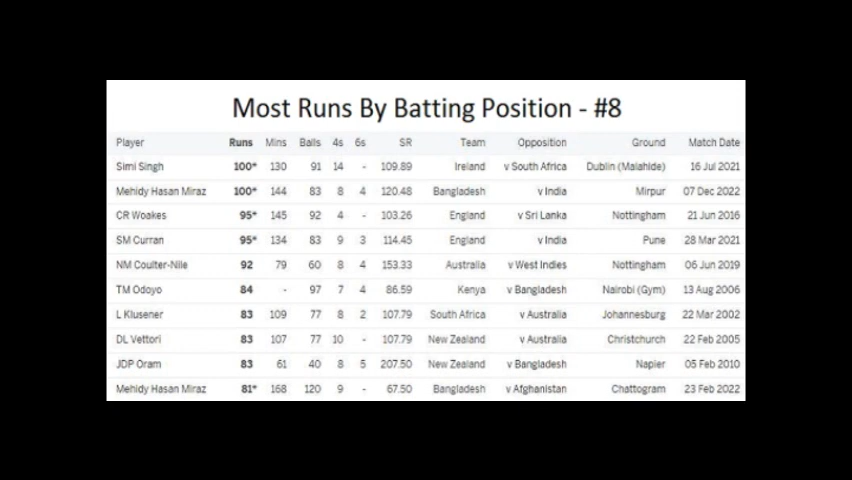 Most Runs By Batting Position - #8
Player Runs Mins Balls 4s 6s SR Team Opposition Ground Match Date
Simi Singh 100* 130 91 14 - 109.89 Ireland v South Africa Dublin (Malahide) 16 Jul 2021
Mehidy Hasan Miraz 100* 144 83 8 4 120.48 Bangladesh v India Mirpur 07 Dec 2022
CR Woakes 95* 145 92 4 - 103.26 England v Sri Lanka Nottingham 21 Jun 2016
SM Curran 95* 134 83 9 3 114.45 England v India Pune 28 Mar 2021
NM Coulter-Nile 92 79 60 8 4 153.33 Australia v West Indies Nottingham 06 Jun 2019
TM Odoyo 84 - 97 7 4 86.59 Kenya v Bangladesh Nairobi (Gym) 13 Aug 2006
L Klusener 83 109 77 8 2 107.79 South Africa v Australia Johannesburg 22 Mar 2002
DL Vettori 83 107 77 10 - 107.79 New Zealand v Australia Christchurch 22 Feb 2005
JDP Oram 83 61 40 8 5 207.50 New Zealand v Bangladesh Napier 05 Feb 2010
Mehidy Hasan Miraz 81* 168 120 9 - 67.50 Bangladesh v Afghanistan Chattogram 23 Feb 2022